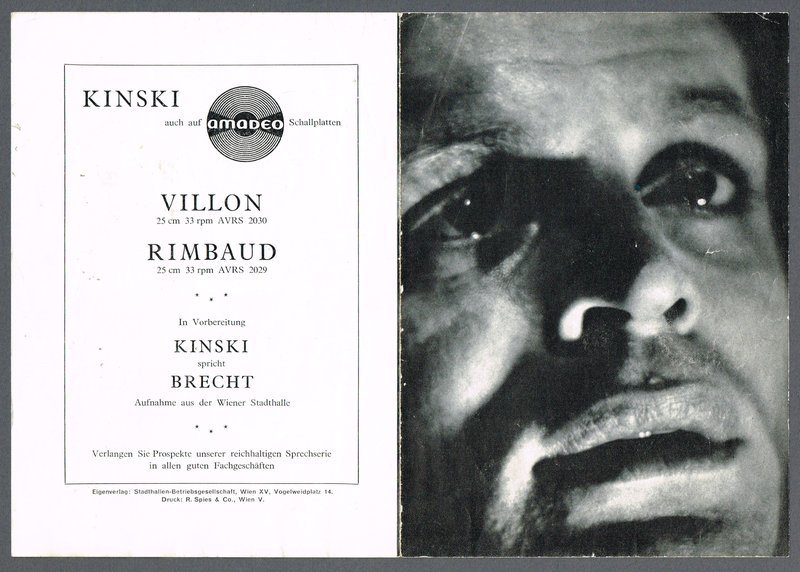 KINSKI
auch auf amadeo Schallplatten
VILLON
25 cm 33 rpm AVRS 2030
RIMBAUD
25 cm 33 rpm AVRS 2029
* * *
In Vorbereitung
KINSKI
spricht
BRECHT
Aufnahme aus der Wiener Stadthalle
* * *
Verlangen Sie Prospekte unserer reichhaltigen Sprechserie
in allen guten Fachgeschäften
Eigenverlag: Stadthallen-Betriebsgesellschaft, Wien XV, Vogelweidplatz 14.
Druck: R. Spies & Co., Wien V.